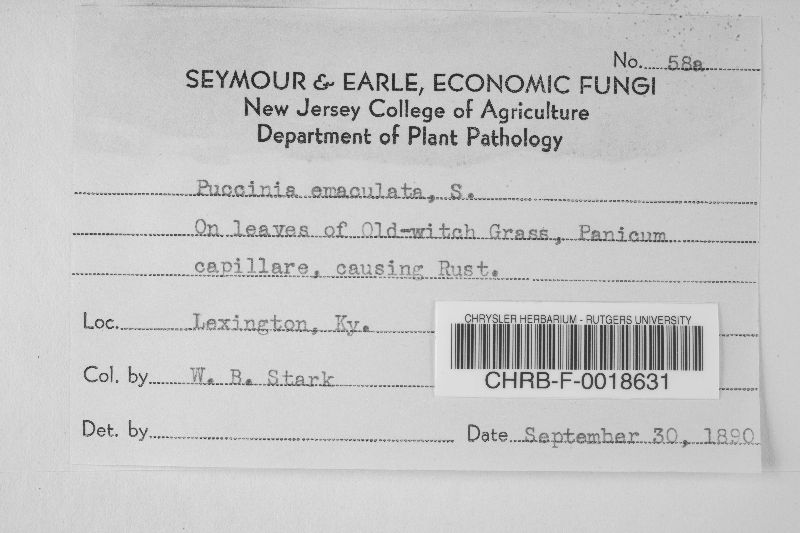 No. 58a
SEYMOUR & EARLE, ECONOMIC FUNGI
New Jersey College of Agriculture
Department of Plant Pathology
Puccinia emaculata, S.
On leaves of Old-witch Grass, Panicum
capillare, causing Rust.
Loc. Lexington, Ky.
CHRYSLER HERBARIUM - RUTGERS UNIVERSITY
CHRB-F-0018631
Col. by W. B. Stark
Det. by
Date September 30, 1890